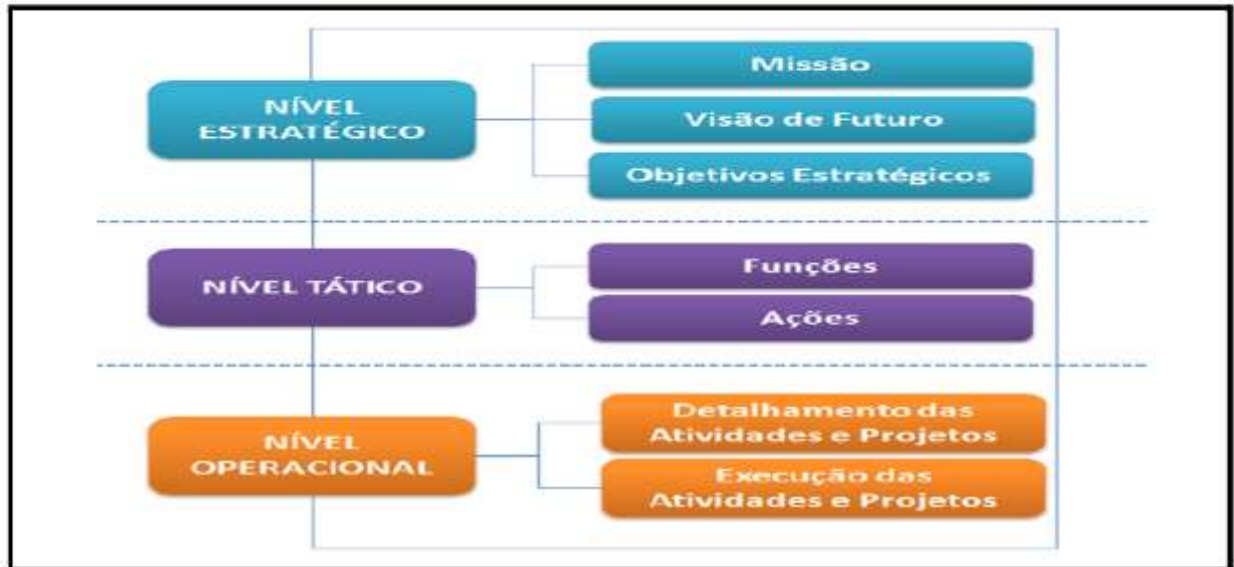 NÍVEL
ESTRATÉGICO
Missão
Visão de Futuro
Objetivos Estratégicos
NÍVEL TÁTICO
Funções
Ações
NÍVEL
OPERACIONAL
Detalhamento das
Atividades e Projetos
Execução das
Atividades e Projetos